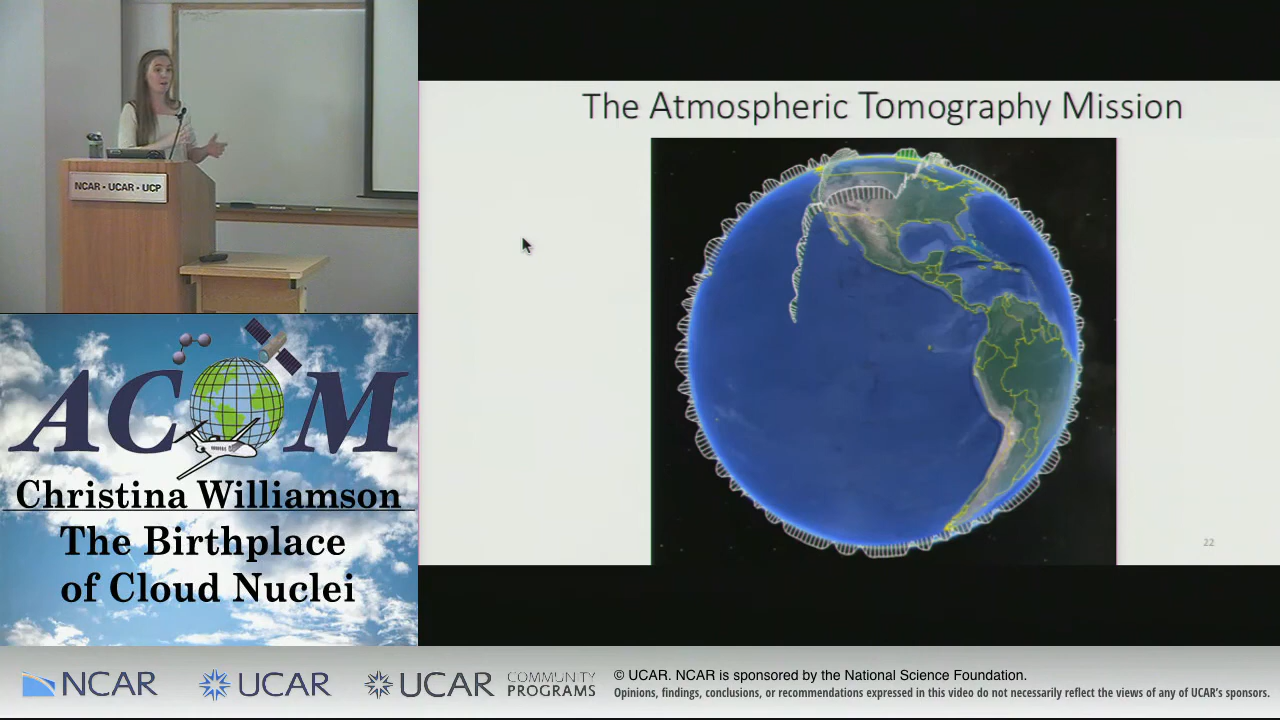 NCAR • UCAR • UCP
The Atmospheric Tomography Mission
22
ACOM
Christina Williamson
The Birthplace
of Cloud Nuclei
NCAR
UCAR
UCAR
COMMUNITY
PROGRAMS
© UCAR. NCAR is sponsored by the National Science Foundation.
Opinions, findings, conclusions, or recommendations expressed in this video do not necessarily reflect the views of any of UCAR's sponsors.